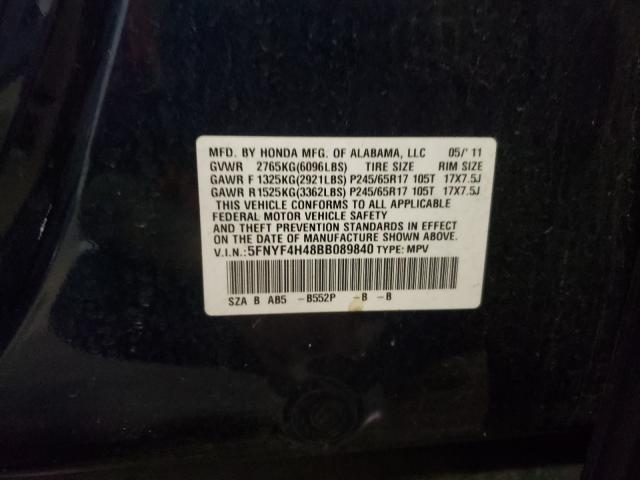 MFD. BY HONDA MFG. OF ALABAMA, LLC 05/'11
GVWR 2765KG(6096LBS) TIRE SIZE RIM SIZE
GAWR F 1325KG(2921LBS) P245/65R17 105T 17X7.5J
GAWR R 1525KG(3362LBS) P245/65R17 105T 17X7.5J
THIS VEHICLE CONFORMS TO ALL APPLICABLE
FEDERAL MOTOR VEHICLE SAFETY
AND THEFT PREVENTION STANDARDS IN EFFECT
ON THE DATE OF MANUFACTURE SHOWN ABOVE.
V.I.N.:5FNYF4H48BB089840 TYPE: MPV
SZA B AB5 -B552P -B -B